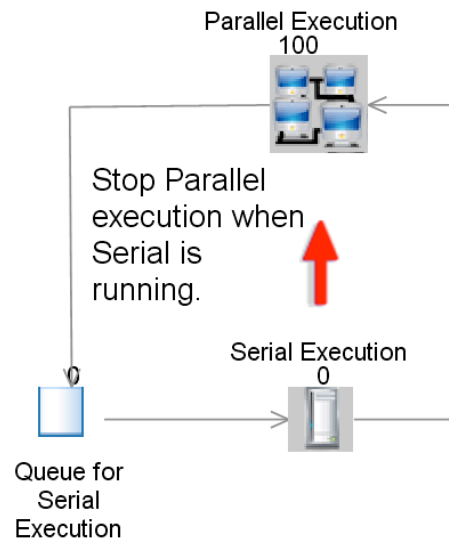 Parallel Execution
100
Stop Parallel
execution when
Serial is
running.
Serial Execution
0
0
Queue for
Serial
Execution